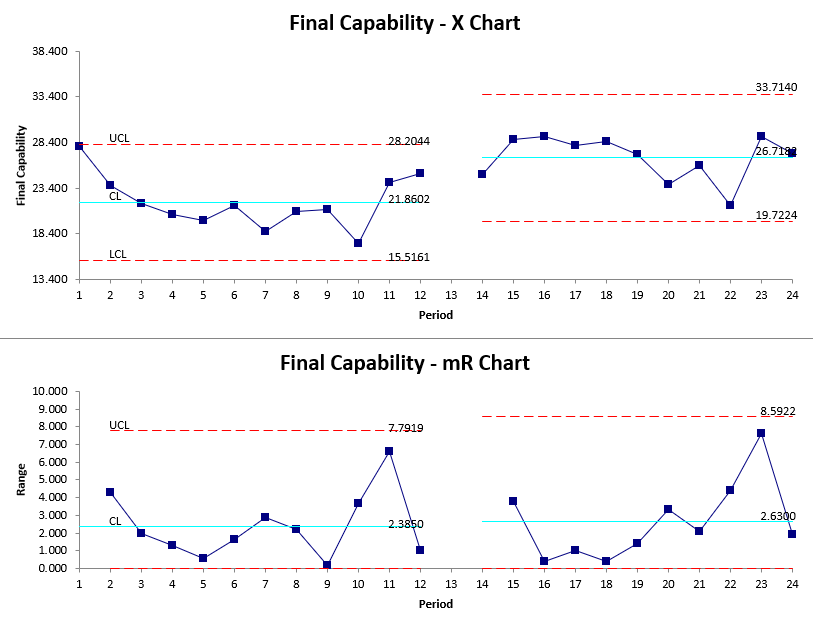 Final Capability - X Chart
38.400
33.400
28.400
23.400
18.400
13.400
Final Capability
UCL
28.2044
CL
21.8602
LCL
15.5161
33.7140
26.7182
19.7224
1 2 3 4 5 6 7 8 9 10 11 12 13 14 15 16 17 18 19 20 21 22 23 24
Period
Final Capability - mR Chart
10.000
9.000
8.000
7.000
6.000
5.000
4.000
3.000
2.000
1.000
0.000
Range
UCL
7.7919
CL
2.3850
8.5922
2.6300
1 2 3 4 5 6 7 8 9 10 11 12 13 14 15 16 17 18 19 20 21 22 23 24
Period